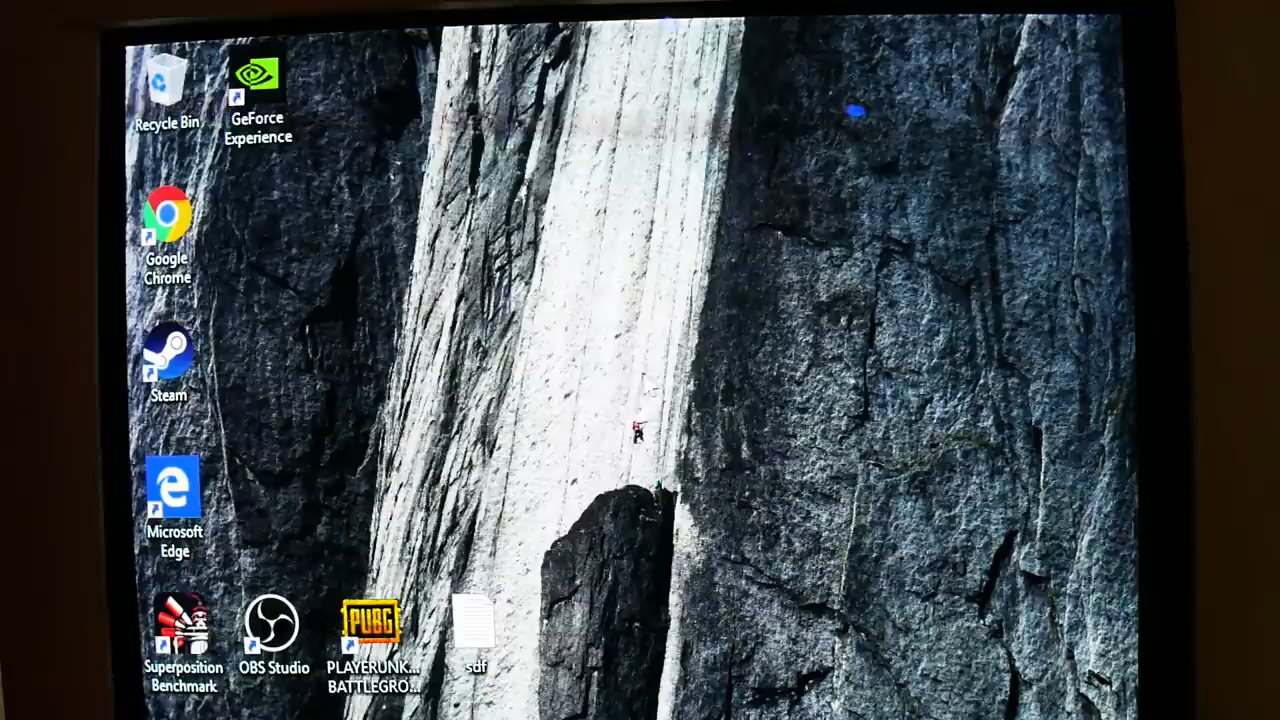 Recycle Bin
GeForce
Experience
Google
Chrome
Steam
Microsoft
Edge
Superposition
Benchmark
OBS Studio
PUBG
PLAYERUNK...
BATTLEGRO...
sdf